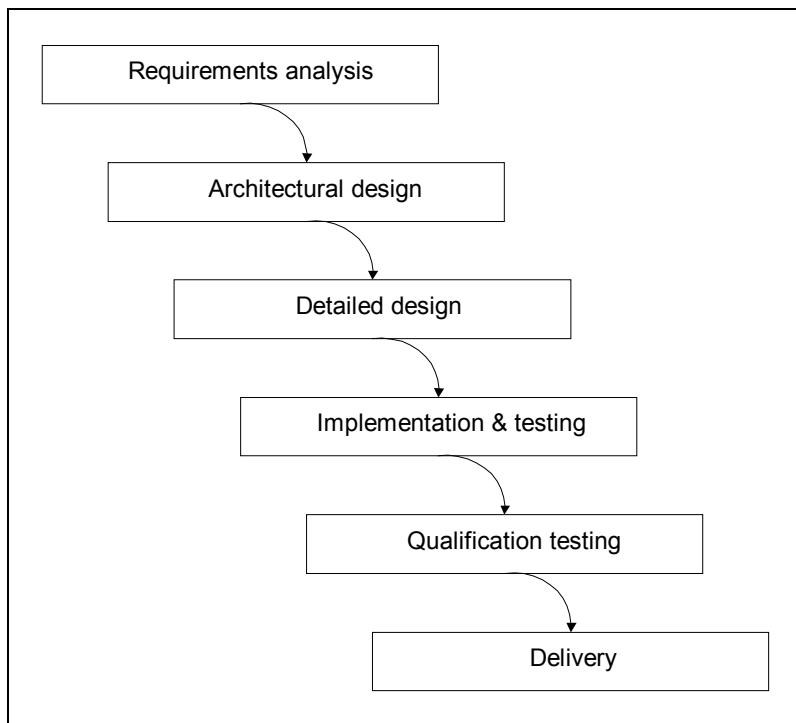 Requirements analysis
Architectural design
Detailed design
Implementation & testing
Qualification testing
Delivery